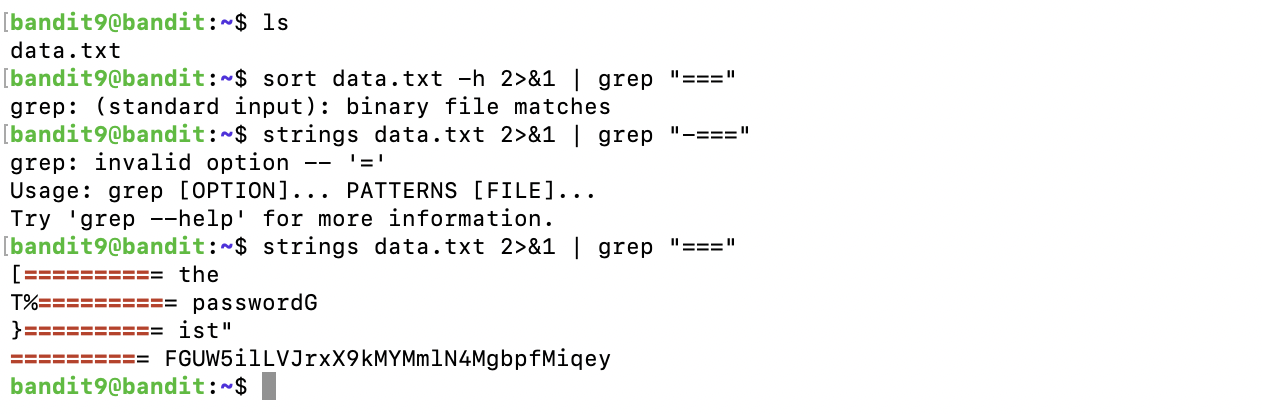 [bandit9@bandit:~$ ls
data.txt
[bandit9@bandit:~$ sort data.txt -h 2>&1 | grep "==="
grep: (standard input): binary file matches
[bandit9@bandit:~$ strings data.txt 2>&1 | grep "-==="
grep: invalid option -- '='
Usage: grep [OPTION]... PATTERNS [FILE]...
Try 'grep --help' for more information.
[bandit9@bandit:~$ strings data.txt 2>&1 | grep "==="
[========== the
T%========== passwordG
}========== ist"
========== FGUW5ilLVJrxX9kMYMmlN4MgbpfMiqey
bandit9@bandit:~$